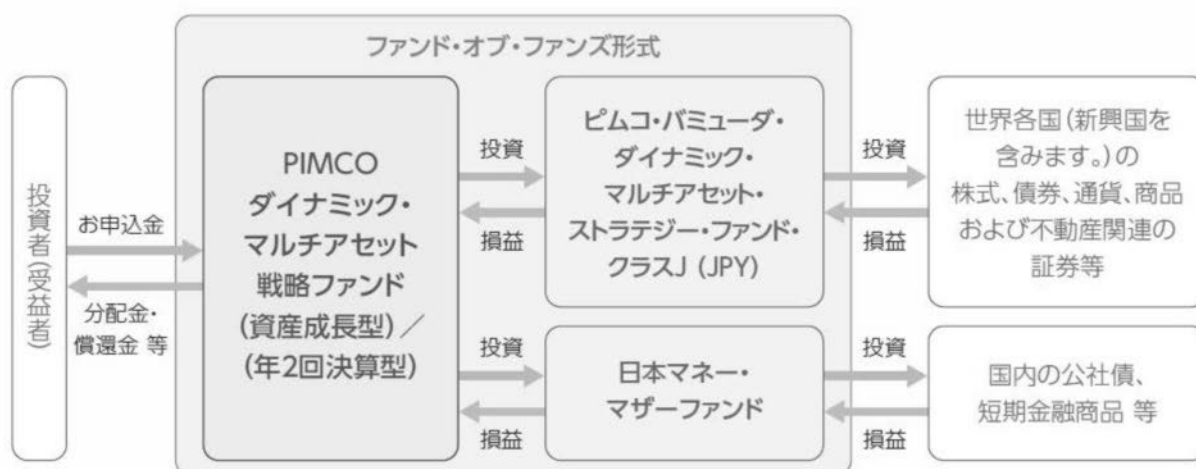 ファンド・オブ・ファンズ形式
投資者(受益者)
お申込金
分配金・
償還金 等
PIMCO
ダイナミック・
マルチアセット
戦略ファンド
(資産成長型)／
(年2回決算型)
投資
損益
ピムコ・バミューダ・
ダイナミック・
マルチアセット・
ストラテジー・ファンド・
クラスJ (JPY)
投資
損益
世界各国(新興国を
含みます。)の
株式、債券、通貨、商品
および不動産関連の
証券等
投資
損益
日本マネー・
マザーファンド
投資
損益
国内の公社債、
短期金融商品 等